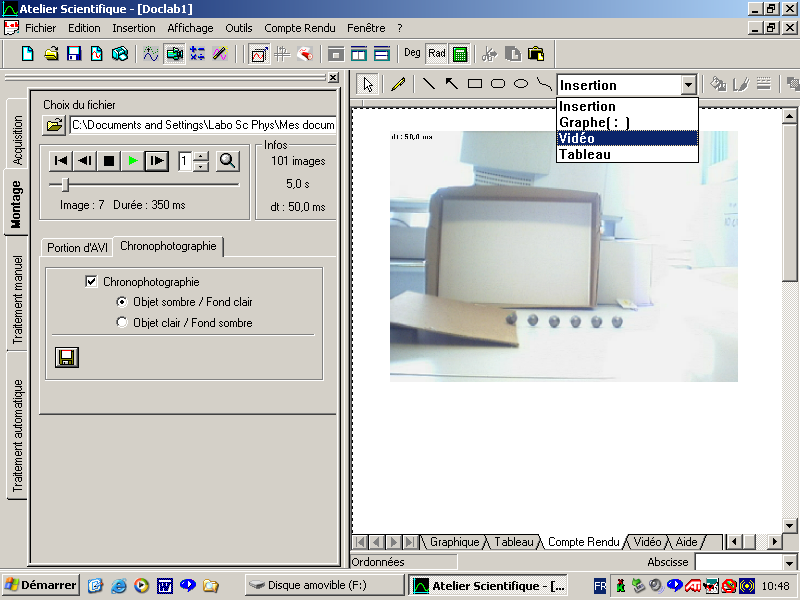 Atelier Scientifique - [Doclab1]
Fichier Edition Insertion Affichage Outils Compte Rendu Fenêtre ?
Deg Rad
Insertion
Insertion
Graphe( : )
Vidéo
Tableau
Acquisition
Montage
Traitement manuel
Traitement automatique
Choix du fichier
C:\Documents and Settings\Labo Sc Phys\Mes docum
1
Image : 7 Durée : 350 ms
Infos
101 images
5,0 s
dt : 50,0 ms
Portion d'AVI Chronophotographie
Chronophotographie
Objet sombre / Fond clair
Objet clair / Fond sombre
dt : 50,0 ms
Graphique Tableau Compte Rendu Vidéo Aide
Ordonnées Abscisse
Démarrer Disque amovible (F:) Atelier Scientifique - [... FR 10:48